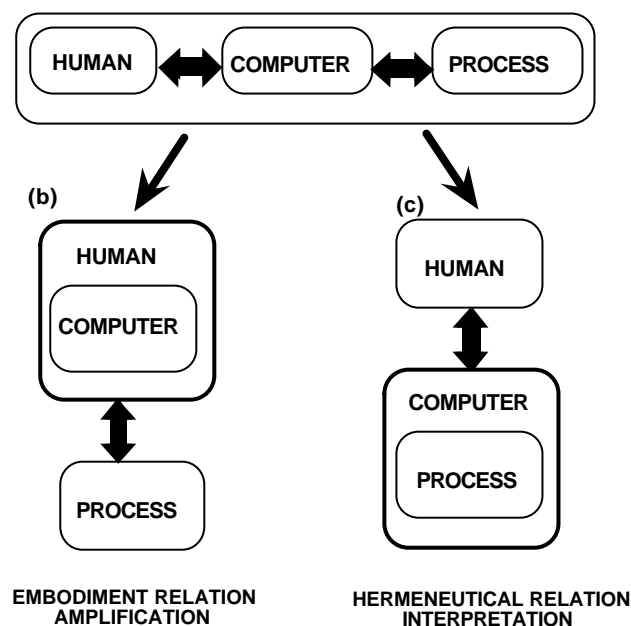 HUMAN COMPUTER PROCESS
(b)
HUMAN
COMPUTER
PROCESS
EMBODIMENT RELATION
AMPLIFICATION
(c)
HUMAN
COMPUTER
PROCESS
HERMENEUTICAL RELATION
INTERPRETATION